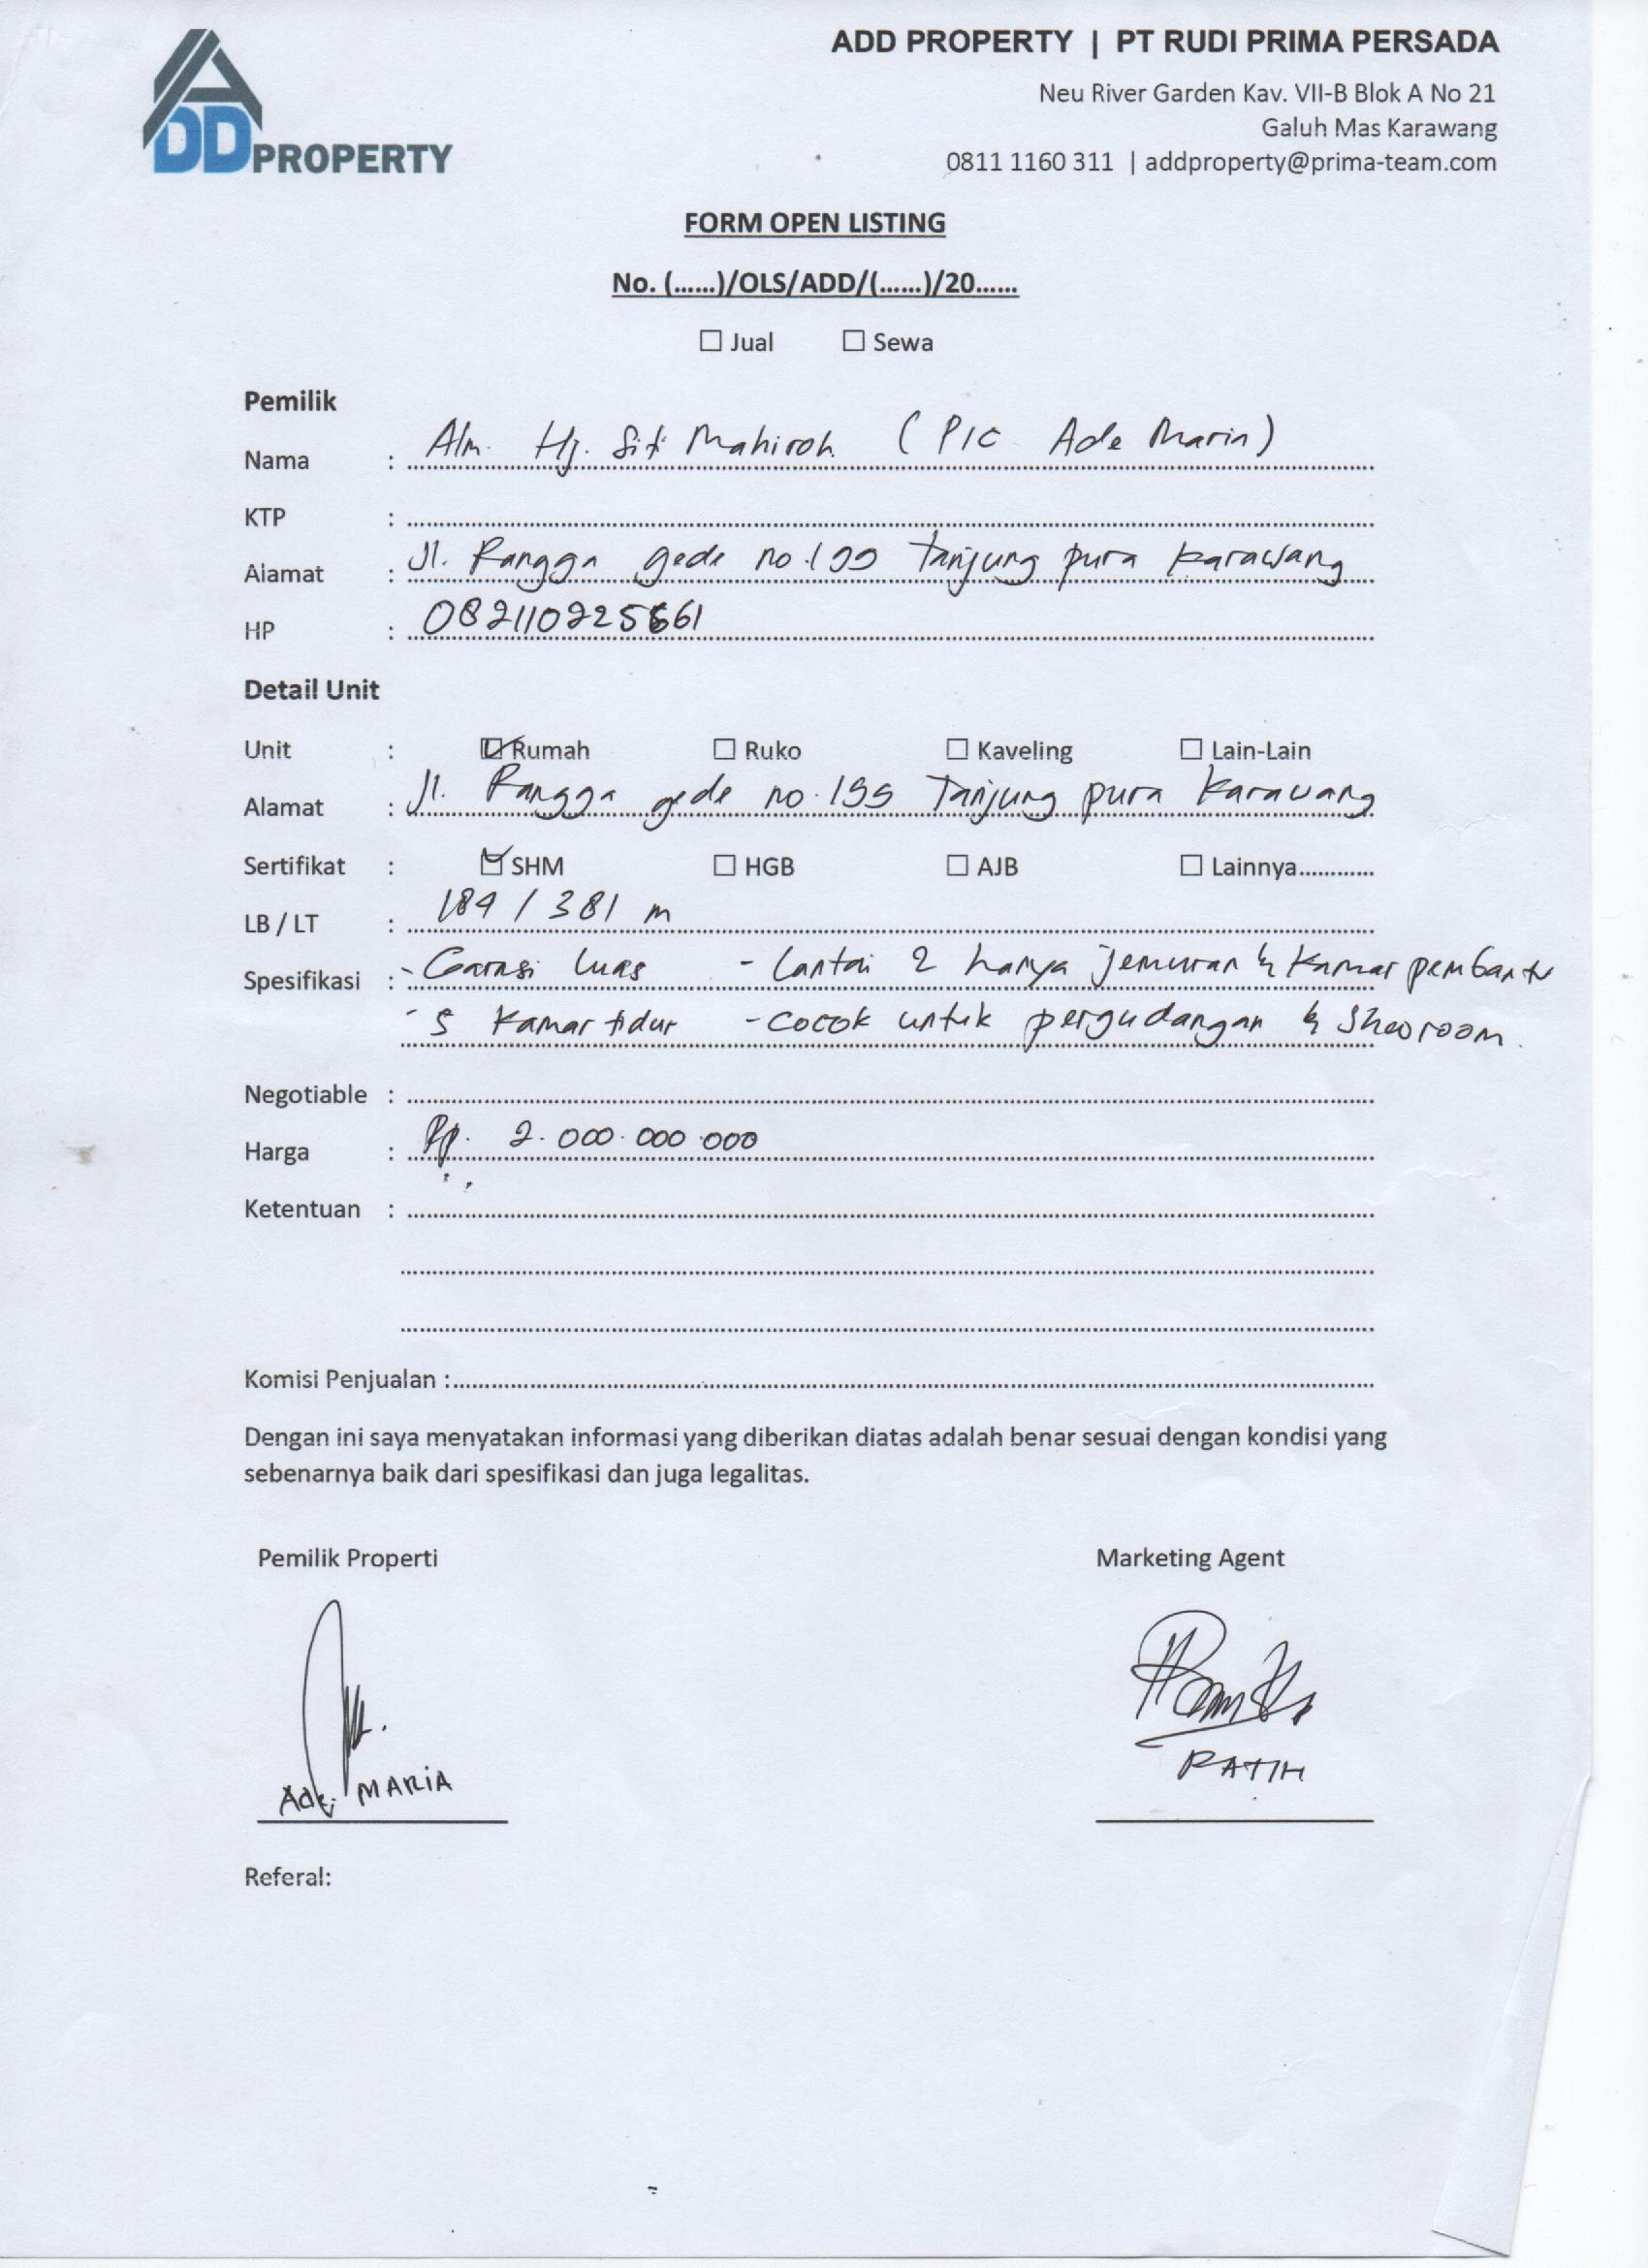 ADD PROPERTY
ADD PROPERTY | PT RUDI PRIMA PERSADA
Neu River Garden Kav. VII-B Blok A No 21
Galuh Mas Karawang
0811 1160 311 | addproperty@prima-team.com
FORM OPEN LISTING
No. (......)/OLS/ADD/(......)/20......
☐ Jual ☐ Sewa
Pemilik
Nama : Alm. Hj. Siti Mahiroh (PIC Ade Maria)
KTP :
Alamat : Jl. Rangga gede no. 199 Tanjung pura Karawang
HP : 082110225661
Detail Unit
Unit : ☑ Rumah ☐ Ruko ☐ Kaveling ☐ Lain-Lain
Alamat : Jl. Rangga gede no. 199 Tanjung pura Karawang
Sertifikat : ☑ SHM ☐ HGB ☐ AJB ☐ Lainnya............
LB / LT : 189 / 381 m
Spesifikasi : - Garasi luas - Lantai 2 hanya jemuran & kamar pembantu
- 5 kamar tidur - Cocok untuk pergudangan & showroom.
Negotiable :
Harga : Rp. 2.000.000.000
Ketentuan :
Komisi Penjualan :
Dengan ini saya menyatakan informasi yang diberikan diatas adalah benar sesuai dengan kondisi yang
sebenarnya baik dari spesifikasi dan juga legalitas.
Pemilik Properti Marketing Agent
Ade MARIA RATIH
Referal: